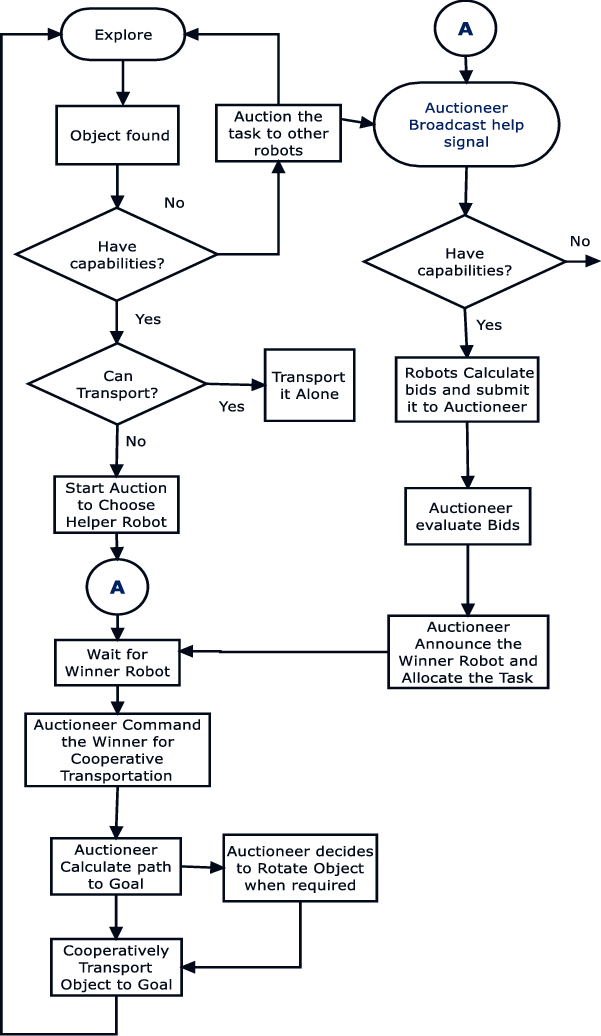 Explore
A
Object found
Auction the
task to other
robots
Auctioneer
Broadcast help
signal
No
Have
capabilities?
Have
capabilities?
No
Yes
Yes
Can
Transport?
Yes
Transport
it Alone
Robots Calculate
bids and submit
it to Auctioneer
No
Start Auction
to Choose
Helper Robot
Auctioneer
evaluate Bids
A
Wait for
Winner Robot
Auctioneer
Announce the
Winner Robot and
Allocate the Task
Auctioneer Command
the Winner for
Cooperative
Transportation
Auctioneer
Calculate path
to Goal
Auctioneer decides
to Rotate Object
when required
Cooperatively
Transport
Object to Goal